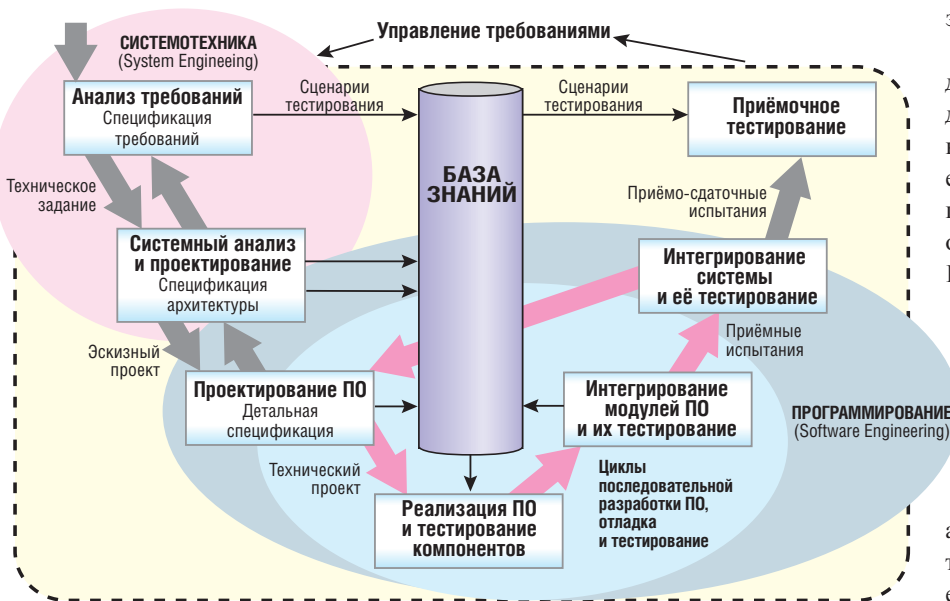 Управление требованиями
СИСТЕМОТЕХНИКА
(System Engineeing)
Анализ требований
Спецификация
требований
Сценарии
тестирования
Сценарии
тестирования
Приёмочное
тестирование
БАЗА
ЗНАНИЙ
Техническое
задание
Приёмо-сдаточные
испытания
Системный анализ
и проектирование
Спецификация
архитектуры
Интегрирование
системы
и её тестирование
Эскизный
проект
Приёмные
испытания
Проектирование ПО
Детальная
спецификация
Интегрирование
модулей ПО
и их тестирование
ПРОГРАММИРОВАНИЕ
(Software Engineering)
Технический
проект
Циклы
последовательной
разработки ПО,
отладка
и тестирование
Реализация ПО
и тестирование
компонентов